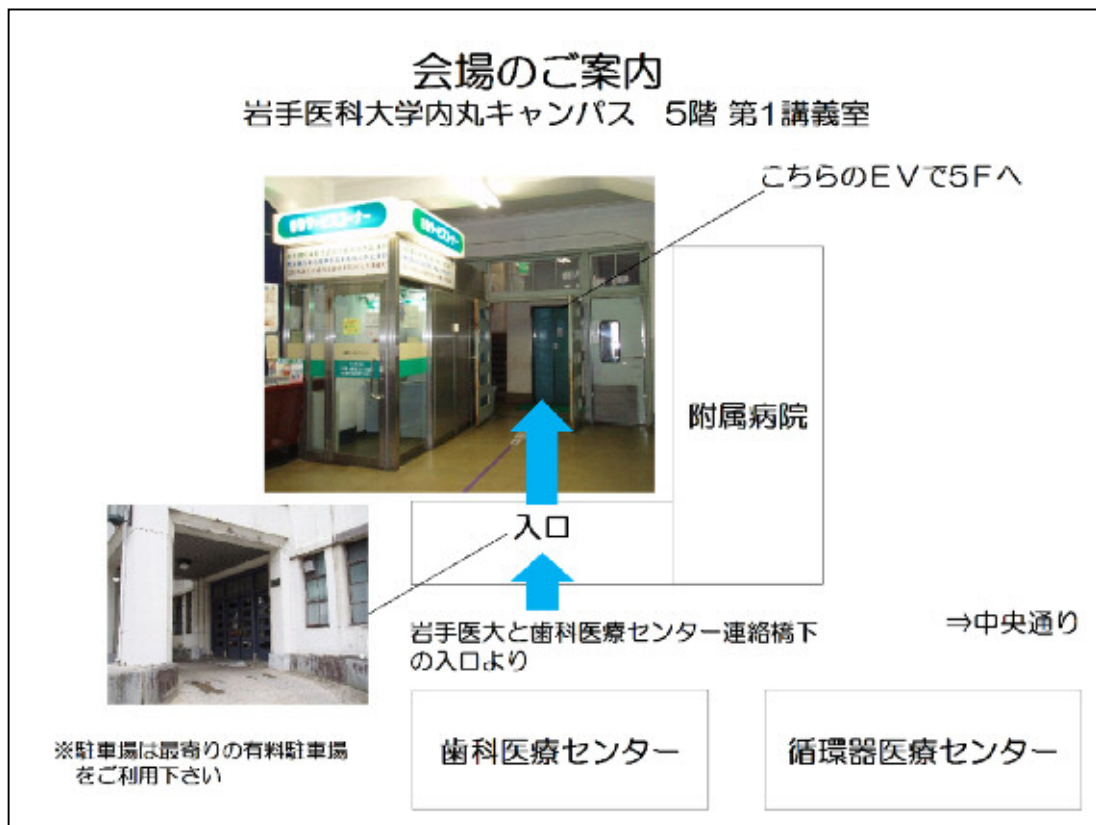 会場のご案内
岩手医科大学内丸キャンパス　5階 第1講義室
こちらのEVで5Fへ
附属病院
入口
岩手医大と歯科医療センター連絡橋下
の入口より
⇒中央通り
歯科医療センター
循環器医療センター
※駐車場は最寄りの有料駐車場
をご利用下さい